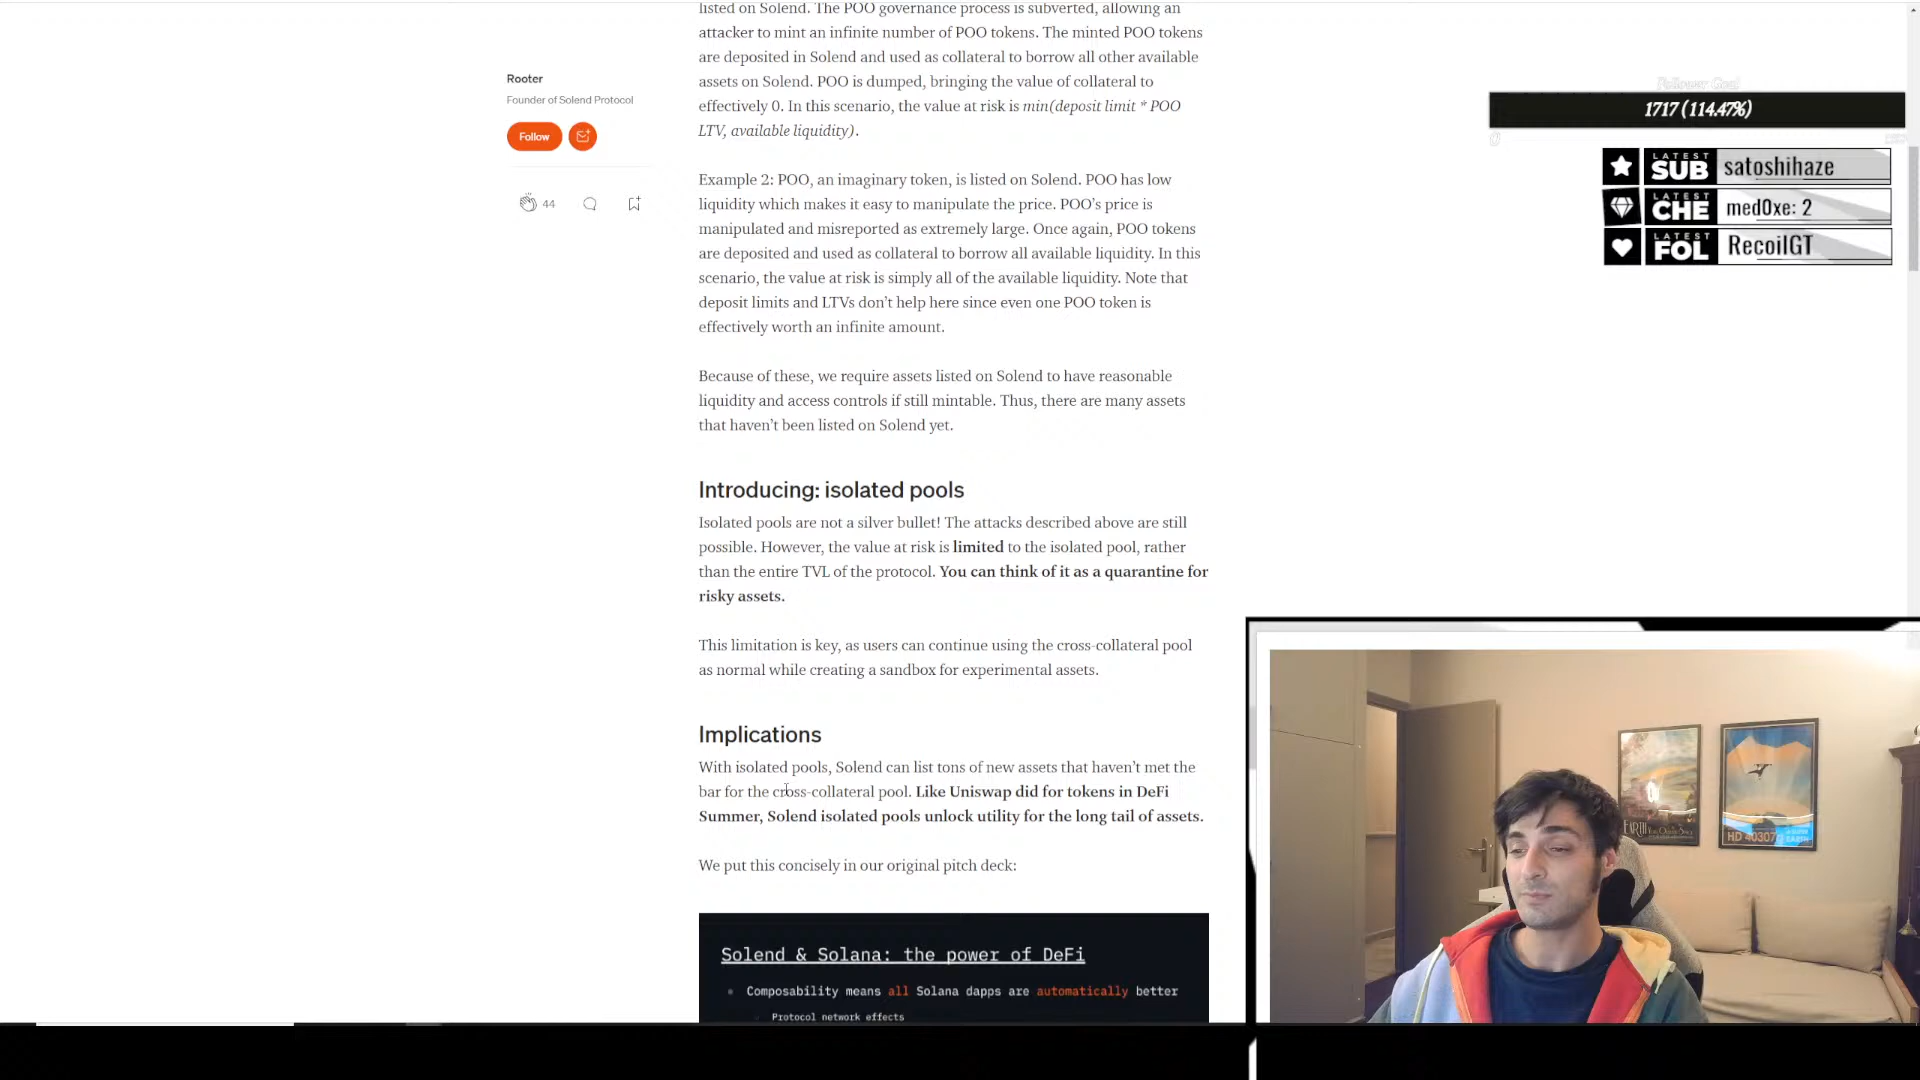 listed on Solend. The POO governance process is subverted, allowing an
attacker to mint an infinite number of POO tokens. The minted POO tokens
are deposited in Solend and used as collateral to borrow all other available
assets on Solend. POO is dumped, bringing the value of collateral to
effectively 0. In this scenario, the value at risk is min(deposit limit * POO
LTV, available liquidity).
Rooter
Founder of Solend Protocol
Follow
44
Example 2: POO, an imaginary token, is listed on Solend. POO has low
liquidity which makes it easy to manipulate the price. POO’s price is
manipulated and misreported as extremely large. Once again, POO tokens
are deposited and used as collateral to borrow all available liquidity. In this
scenario, the value at risk is simply all of the available liquidity. Note that
deposit limits and LTVs don’t help here since even one POO token is
effectively worth an infinite amount.
Because of these, we require assets listed on Solend to have reasonable
liquidity and access controls if still mintable. Thus, there are many assets
that haven’t been listed on Solend yet.
Introducing: isolated pools
Isolated pools are not a silver bullet! The attacks described above are still
possible. However, the value at risk is limited to the isolated pool, rather
than the entire TVL of the protocol. You can think of it as a quarantine for
risky assets.
This limitation is key, as users can continue using the cross-collateral pool
as normal while creating a sandbox for experimental assets.
Implications
With isolated pools, Solend can list tons of new assets that haven’t met the
bar for the cross-collateral pool. Like Uniswap did for tokens in DeFi
Summer, Solend isolated pools unlock utility for the long tail of assets.
We put this concisely in our original pitch deck:
Solend & Solana: the power of DeFi
Composability means all Solana dapps are automatically better
Protocol network effects
Follower Goal
1717 (114.47%)
0
LATEST
SUB satoshihaze
LATEST
CHE med0xe: 2
LATEST
FOL RecoilGT
EARTH
HD 40307g